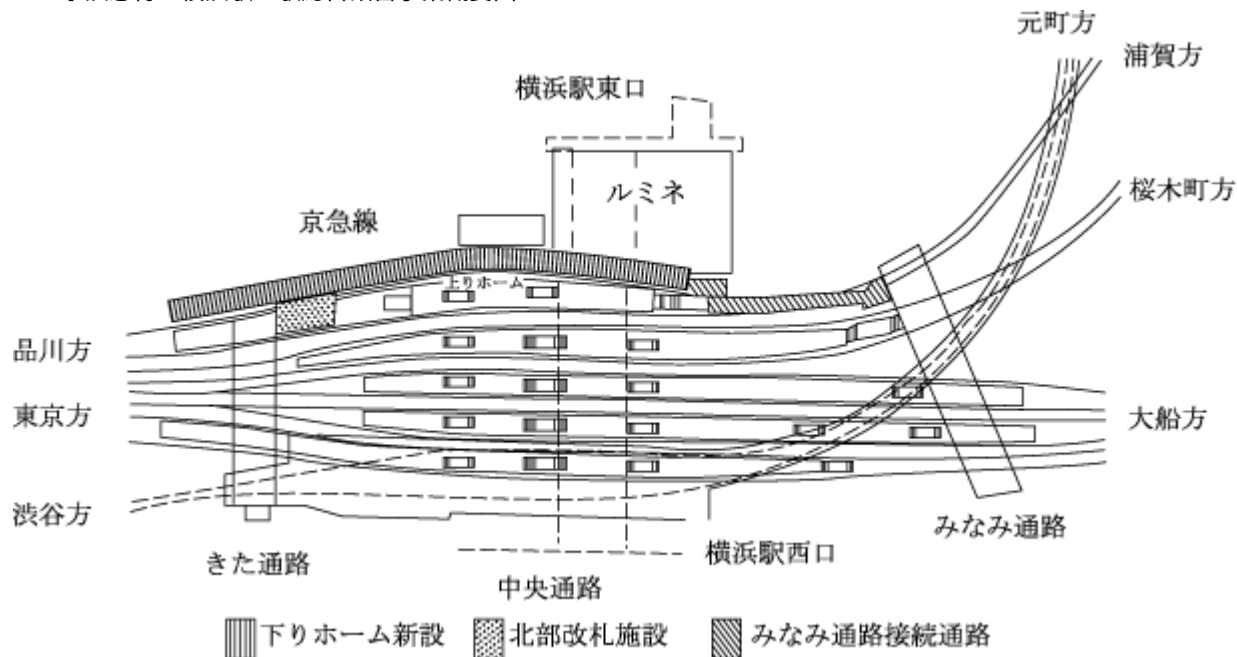 元町方
浦賀方
横浜駅東口
ルミネ
桜木町方
京急線
上りホーム
品川方
東京方
大船方
渋谷方
みなみ通路
横浜駅西口
きた通路
中央通路
下りホーム新設
北部改札施設
みなみ通路接続通路